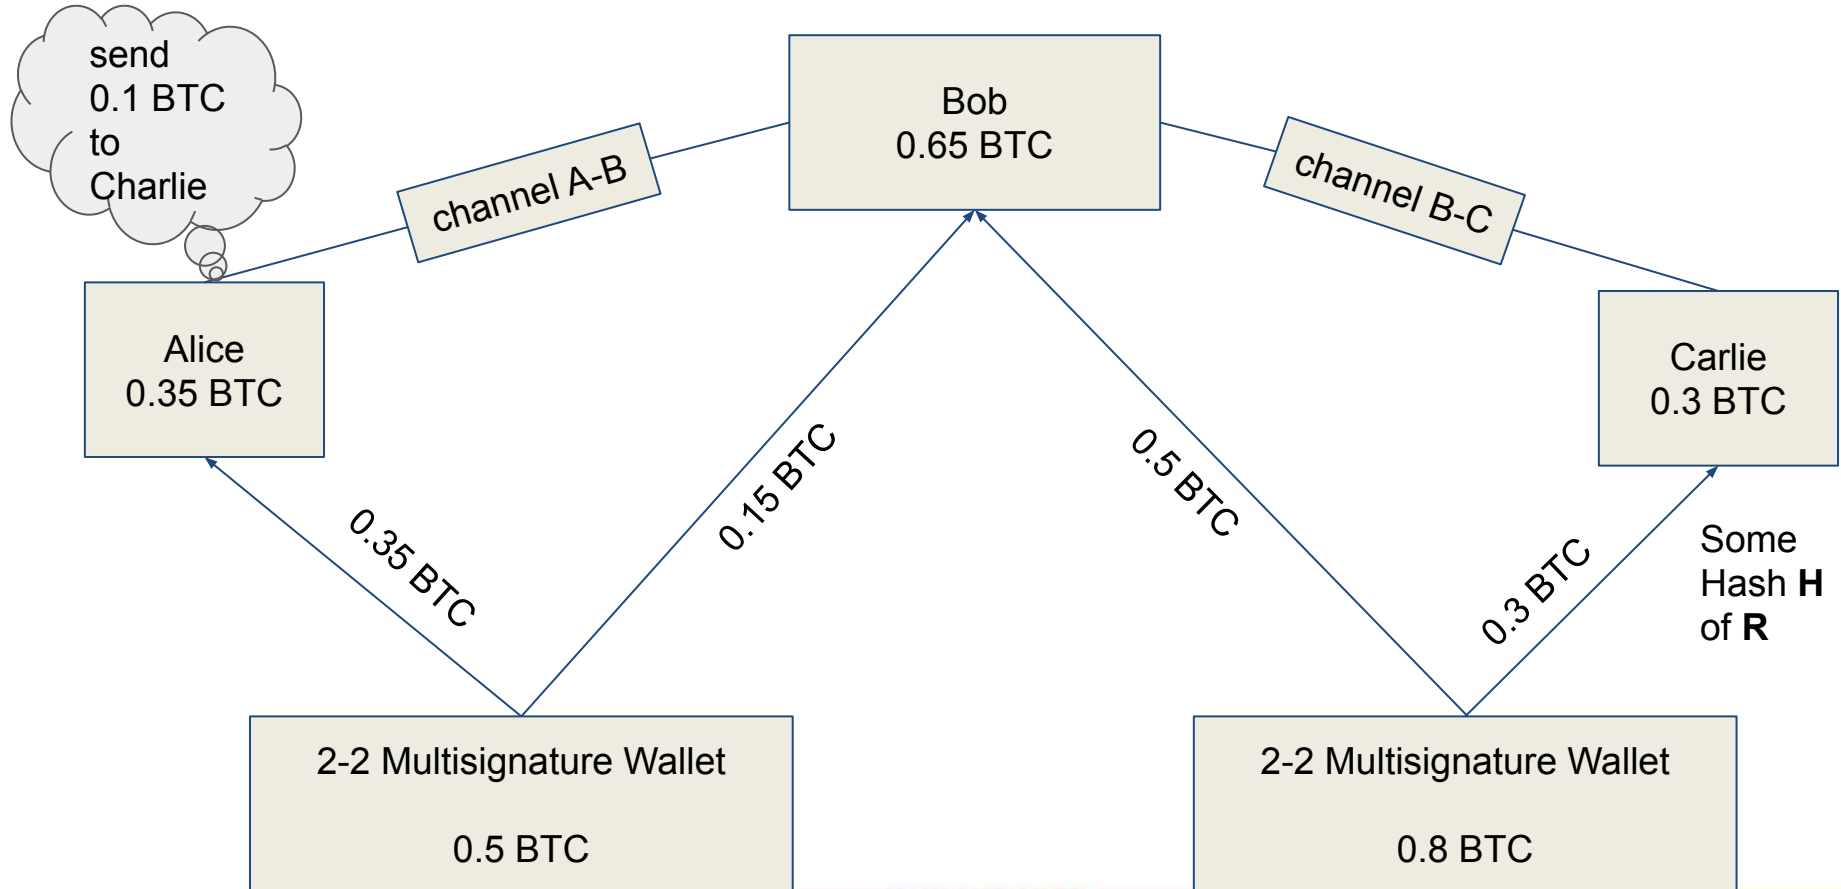 send
0.1 BTC
to
Charlie
Bob
0.65 BTC
channel A-B
channel B-C
Alice
0.35 BTC
Carlie
0.3 BTC
0.35 BTC
0.15 BTC
0.5 BTC
0.3 BTC
Some
Hash H
of R
2-2 Multisignature Wallet
0.5 BTC
2-2 Multisignature Wallet
0.8 BTC